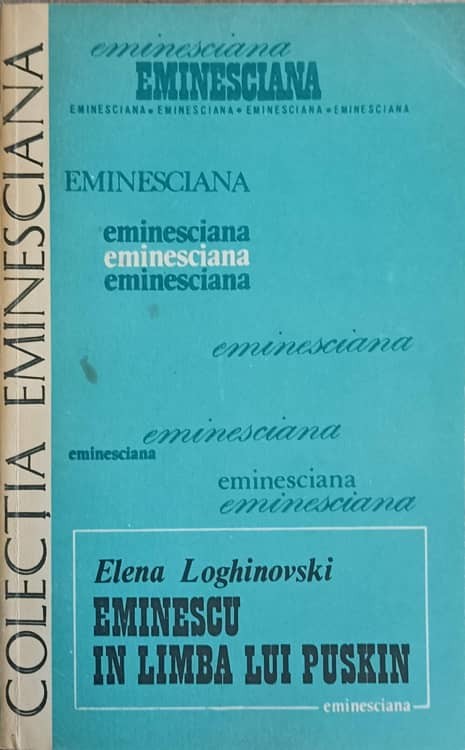 COLECȚIA EMINESCIANA
eminesciana
EMINESCIANA
EMINESCIANA • EMINESCIANA • EMINESCIANA • EMINESCIANA
EMINESCIANA
eminesciana
eminesciana
eminesciana
eminesciana
eminesciana
eminesciana
eminesciana
eminesciana
Elena Loghinovski
EMINESCU
IN LIMBA LUI PUSKIN
eminesciana